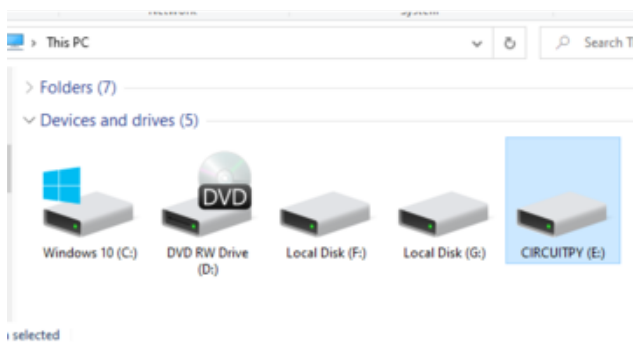 This PC
Search T
Folders (7)
Devices and drives (5)
DVD
Windows 10 (C:)
DVD RW Drive
(D:)
Local Disk (F:)
Local Disk (G:)
CIRCUITPY (E:)
selected